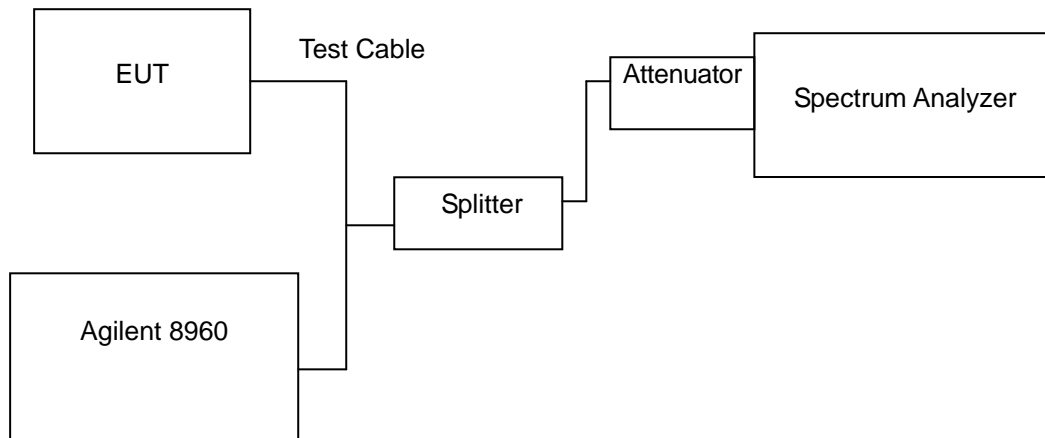 EUT
Test Cable
Attenuator
Spectrum Analyzer
Splitter
Agilent 8960